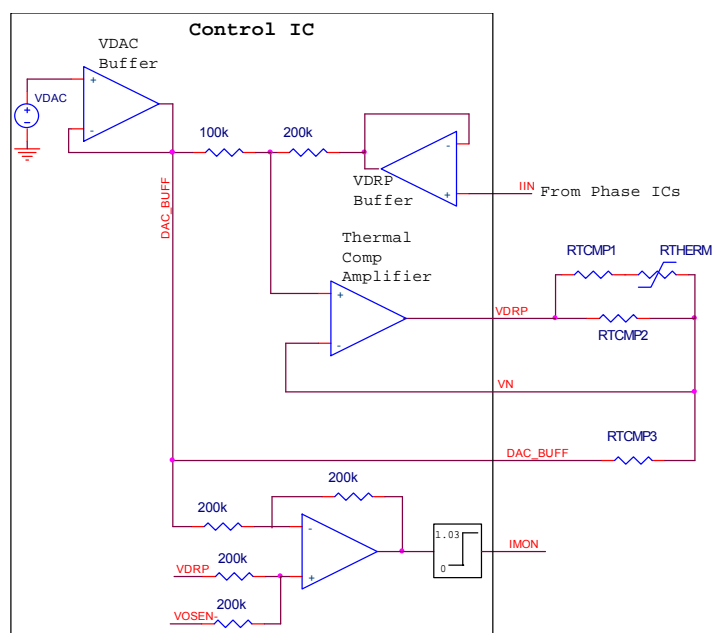 Control IC
VDAC
Buffer
VDAC
+
-
100k
200k
-
+
VDRP
Buffer
IIN
From Phase ICs
DAC_BUFF
Thermal
Comp
Amplifier
+
-
RTCMP1
RTHERM
VDRP
RTCMP2
VN
RTCMP3
DAC_BUFF
200k
200k
-
+
1.03
0
IMON
VDRP
200k
VOSEN-
200k